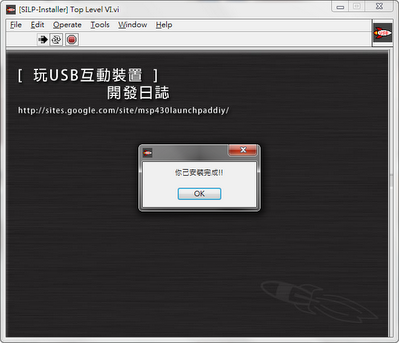 [SILP-Installer] Top Level VI.vi
File Edit Operate Tools Window Help
[ 玩USB互動裝置 ]
開發日誌
http://sites.google.com/site/msp430launchpaddiy/
你已安裝完成!!
OK